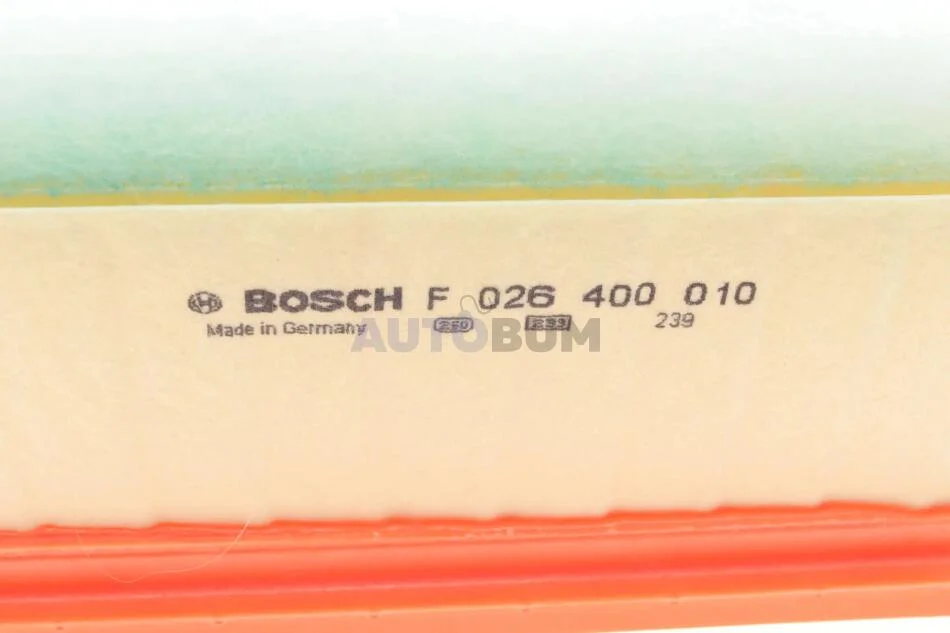 BOSCH F 026 400 010
Made in Germany 239
AUTOBUM